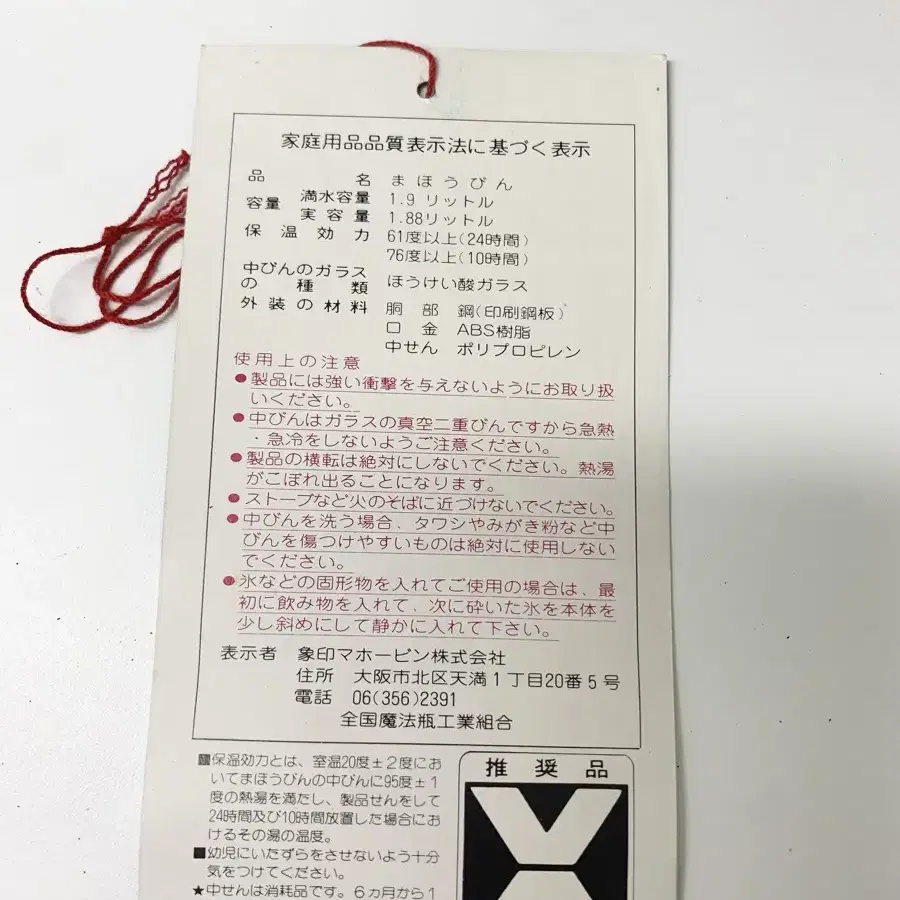 家庭用品品質表示法に基づく表示
品名 まほうびん
容量 満水容量 1.9 リットル
実容量 1.88リットル
保温効力 61度以上(24時間)
76度以上(10時間)
中びんのガラス
の種類 ほうけい酸ガラス
外装の材料 胴部 鋼(印刷鋼板)
口金 ABS樹脂
中せん ポリプロピレン
使用上の注意
●製品には強い衝撃を与えないようにお取り扱
いください。
●中びんはガラスの真空二重びんですから急熱
・急冷をしないようご注意ください。
●製品の横転は絶対にしないでください。熱湯
がこぼれ出ることになります。
●ストーブなど火のそばに近づけないでください。
●中びんを洗う場合、タワシやみがき粉など中
びんを傷つけやすいものは絶対に使用しない
でください。
●氷などの固形物を入れてご使用の場合は、最
初に飲み物を入れて、次に砕いた氷を本体を
少し斜めにして静かに入れて下さい。
表示者 象印マホービン株式会社
住所 大阪市北区天満1丁目20番5号
電話 06(356)2391
全国魔法瓶工業組合
■保温効力とは、室温20度±2度にお
いてまほうびんの中びんに95度±1
度の熱湯を満たし、製品せんをして
24時間及び10時間放置した場合にお
けるその湯の温度。
■幼児にいたずらをさせないよう十分
気をつけてください。
★中せんは消耗品です。6ヵ月から1
推奨品